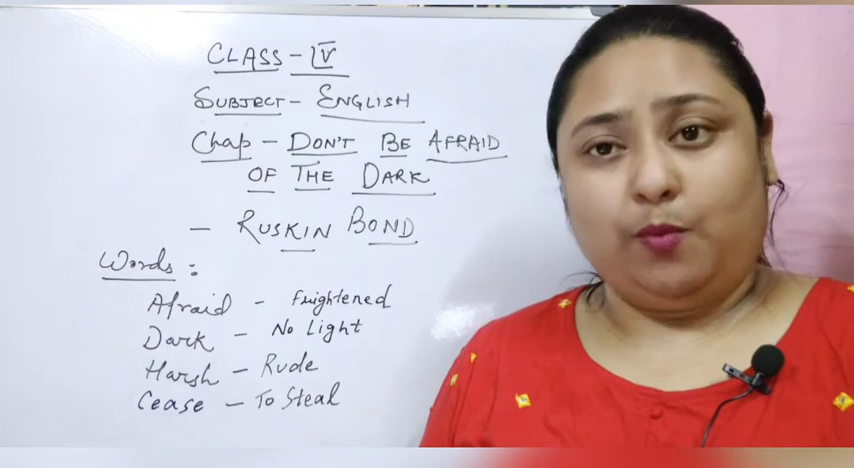 CLASS - IV
SUBJECT - ENGLISH
Chap - DON'T BE AFRAID
OF THE DARK
- RUSKIN BOND
Words :
Afraid - Frightened
Dark - No Light
Harsh - Rude
Cease - To Steal